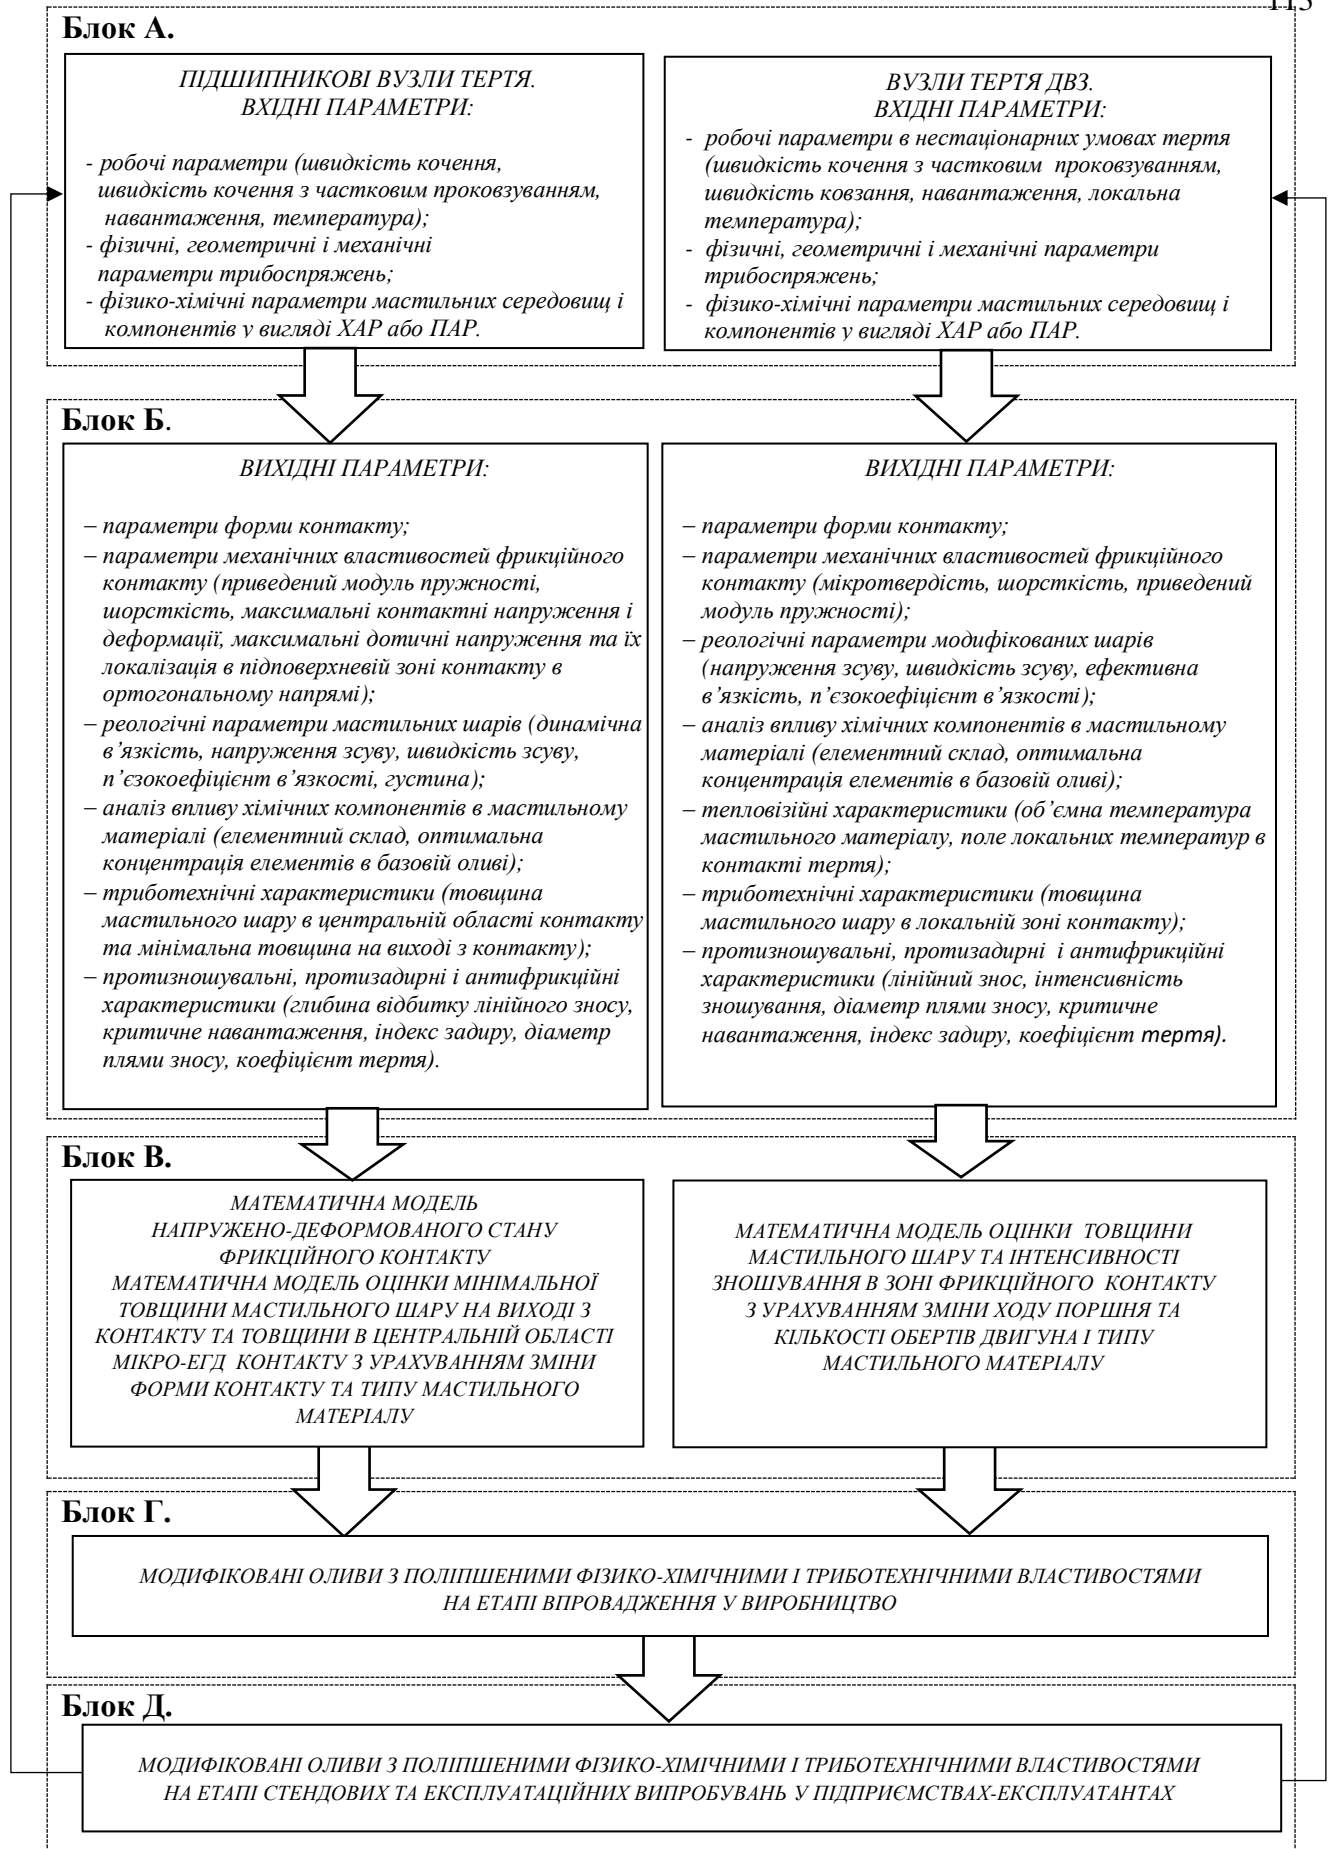 115
Блок А.
ПІДШИПНИКОВІ ВУЗЛИ ТЕРТЯ.
ВХІДНІ ПАРАМЕТРИ:
- робочі параметри (швидкість кочення,
швидкість кочення з частковим проковзуванням,
навантаження, температура);
- фізичні, геометричні і механічні
параметри трибоспряжень;
- фізико-хімічні параметри мастильних середовищ і
компонентів у вигляді ХАР або ПАР.
ВУЗЛИ ТЕРТЯ ДВЗ.
ВХІДНІ ПАРАМЕТРИ:
- робочі параметри в нестаціонарних умовах тертя
(швидкість кочення з частковим проковзуванням,
швидкість ковзання, навантаження, локальна
температура);
- фізичні, геометричні і механічні параметри
трибоспряжень;
- фізико-хімічні параметри мастильних середовищ і
компонентів у вигляді ХАР або ПАР.
Блок Б.
ВИХІДНІ ПАРАМЕТРИ:
– параметри форми контакту;
– параметри механічних властивостей фрикційного
контакту (приведений модуль пружності,
шорсткість, максимальні контактні напруження і
деформації, максимальні дотичні напруження та їх
локалізація в підповерхневій зоні контакту в
ортогональному напрямі);
– реологічні параметри мастильних шарів (динамічна
в’язкість, напруження зсуву, швидкість зсуву,
п’єзокоефіцієнт в’язкості, густина);
– аналіз впливу хімічних компонентів в мастильному
матеріалі (елементний склад, оптимальна
концентрація елементів в базовій оливі);
– триботехнічні характеристики (товщина
мастильного шару в центральній області контакту
та мінімальна товщина на виході з контакту);
– протизношувальні, протизадирні і антифрикційні
характеристики (глибина відбитку лінійного зносу,
критичне навантаження, індекс задиру, діаметр
плями зносу, коефіцієнт тертя).
ВИХІДНІ ПАРАМЕТРИ:
– параметри форми контакту;
– параметри механічних властивостей фрикційного
контакту (мікротвердість, шорсткість, приведений
модуль пружності);
– реологічні параметри модифікованих шарів
(напруження зсуву, швидкість зсуву, ефективна
в’язкість, п’єзокоефіцієнт в’язкості);
– аналіз впливу хімічних компонентів в мастильному
матеріалі (елементний склад, оптимальна
концентрація елементів в базовій оливі);
– тепловізійні характеристики (об’ємна температура
мастильного матеріалу, поле локальних температур в
контакті тертя);
– триботехнічні характеристики (товщина
мастильного шару в локальній зоні контакту);
– протизношувальні, протизадирні і антифрикційні
характеристики (лінійний знос, інтенсивність
зношування, діаметр плями зносу, критичне
навантаження, індекс задиру, коефіцієнт тертя).
Блок В.
МАТЕМАТИЧНА МОДЕЛЬ
НАПРУЖЕНО-ДЕФОРМОВАНОГО СТАНУ
ФРИКЦІЙНОГО КОНТАКТУ
МАТЕМАТИЧНА МОДЕЛЬ ОЦІНКИ МІНІМАЛЬНОЇ
ТОВЩИНИ МАСТИЛЬНОГО ШАРУ НА ВИХОДІ З
КОНТАКТУ ТА ТОВЩИНИ В ЦЕНТРАЛЬНІЙ ОБЛАСТІ
МІКРО-ЕГД КОНТАКТУ З УРАХУВАННЯМ ЗМІНИ
ФОРМИ КОНТАКТУ ТА ТИПУ МАСТИЛЬНОГО
МАТЕРІАЛУ
МАТЕМАТИЧНА МОДЕЛЬ ОЦІНКИ ТОВЩИНИ
МАСТИЛЬНОГО ШАРУ ТА ІНТЕНСИВНОСТІ
ЗНОШУВАННЯ В ЗОНІ ФРИКЦІЙНОГО КОНТАКТУ
З УРАХУВАННЯМ ЗМІНИ ХОДУ ПОРШНЯ ТА
КІЛЬКОСТІ ОБЕРТІВ ДВИГУНА І ТИПУ
МАСТИЛЬНОГО МАТЕРІАЛУ
Блок Г.
МОДИФІКОВАНІ ОЛИВИ З ПОЛІПШЕНИМИ ФІЗИКО-ХІМІЧНИМИ І ТРИБОТЕХНІЧНИМИ ВЛАСТИВОСТЯМИ
НА ЕТАПІ ВПРОВАДЖЕННЯ У ВИРОБНИЦТВО
Блок Д.
МОДИФІКОВАНІ ОЛИВИ З ПОЛІПШЕНИМИ ФІЗИКО-ХІМІЧНИМИ І ТРИБОТЕХНІЧНИМИ ВЛАСТИВОСТЯМИ
НА ЕТАПІ СТЕНДОВИХ ТА ЕКСПЛУАТАЦІЙНИХ ВИПРОБУВАНЬ У ПІДПРИЄМСТВАХ-ЕКСПЛУАТАНТАХ